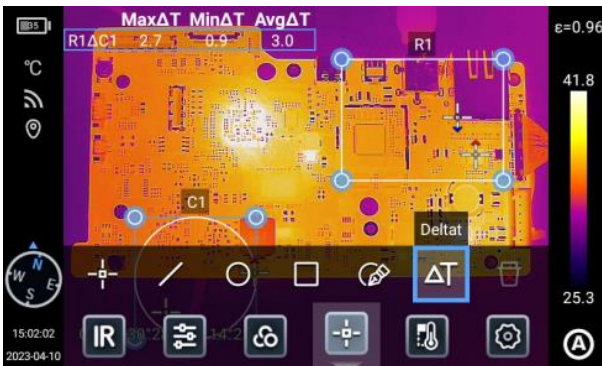 35
MaxΔT MinΔT AvgΔT
R1ΔC1 2.7 0.9 3.0
ε=0.96
R1
°C
41.8
C1
Deltat
N
W
E
S
ΔT
25.3
15:02:02
2023-04-10
IR
A